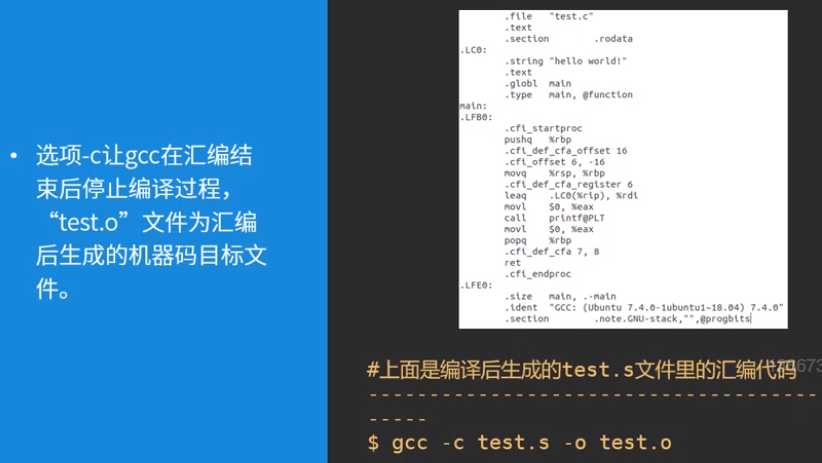 • 选项-c让gcc在汇编结
束后停止编译过程，
“test.o”文件为汇编
后生成的机器码目标文
件。
.file "test.c"
.text
.section .rodata
.LC0:
.string "hello world!"
.text
.globl main
.type main, @function
main:
.LFB0:
.cfi_startproc
pushq %rbp
.cfi_def_cfa_offset 16
.cfi_offset 6, -16
movq %rsp, %rbp
.cfi_def_cfa_register 6
leaq .LC0(%rip), %rdi
movl $0, %eax
call printf@PLT
movl $0, %eax
popq %rbp
.cfi_def_cfa 7, 8
ret
.cfi_endproc
.LFE0:
.size main, .-main
.ident "GCC: (Ubuntu 7.4.0-1ubuntu1~18.04) 7.4.0"
.section .note.GNU-stack,"",@progbits
#上面是编译后生成的test.s文件里的汇编代码
-------------------------------------
-----
$ gcc -c test.s -o test.o